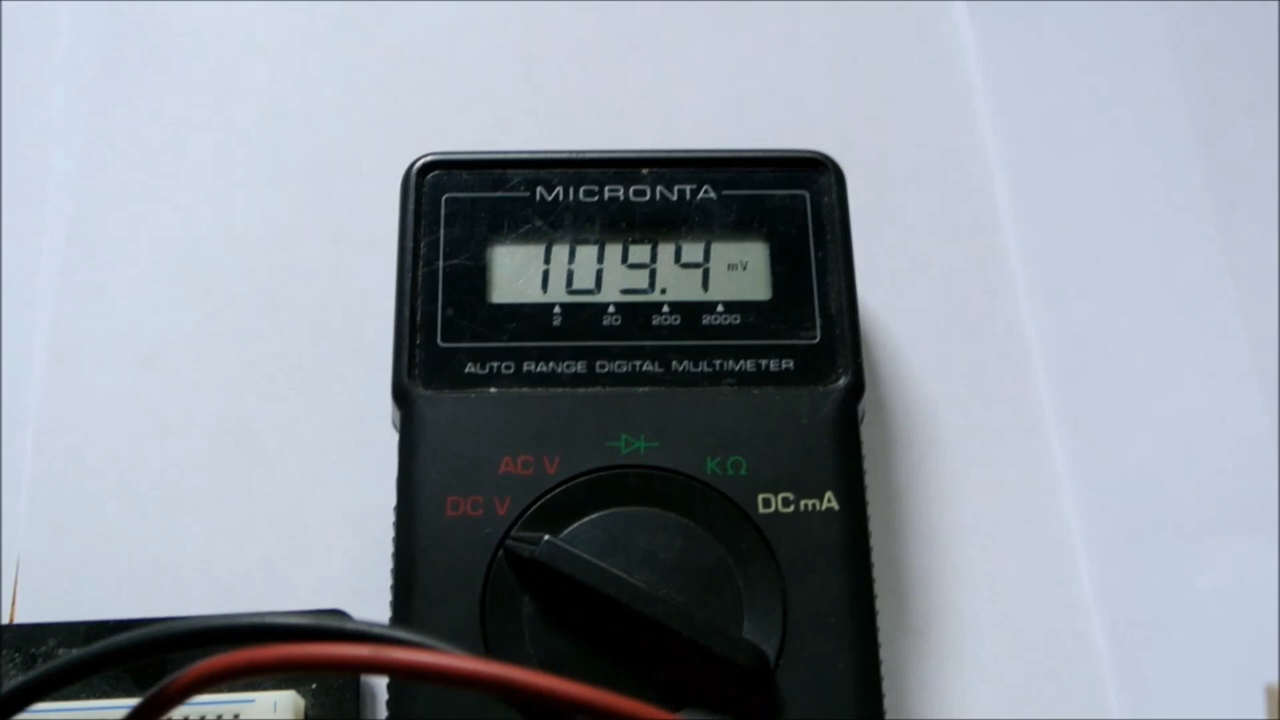 MICRONTA
109.4 mV
2 20 200 2000
AUTO RANGE DIGITAL MULTIMETER
AC V KΩ
DC V DC mA